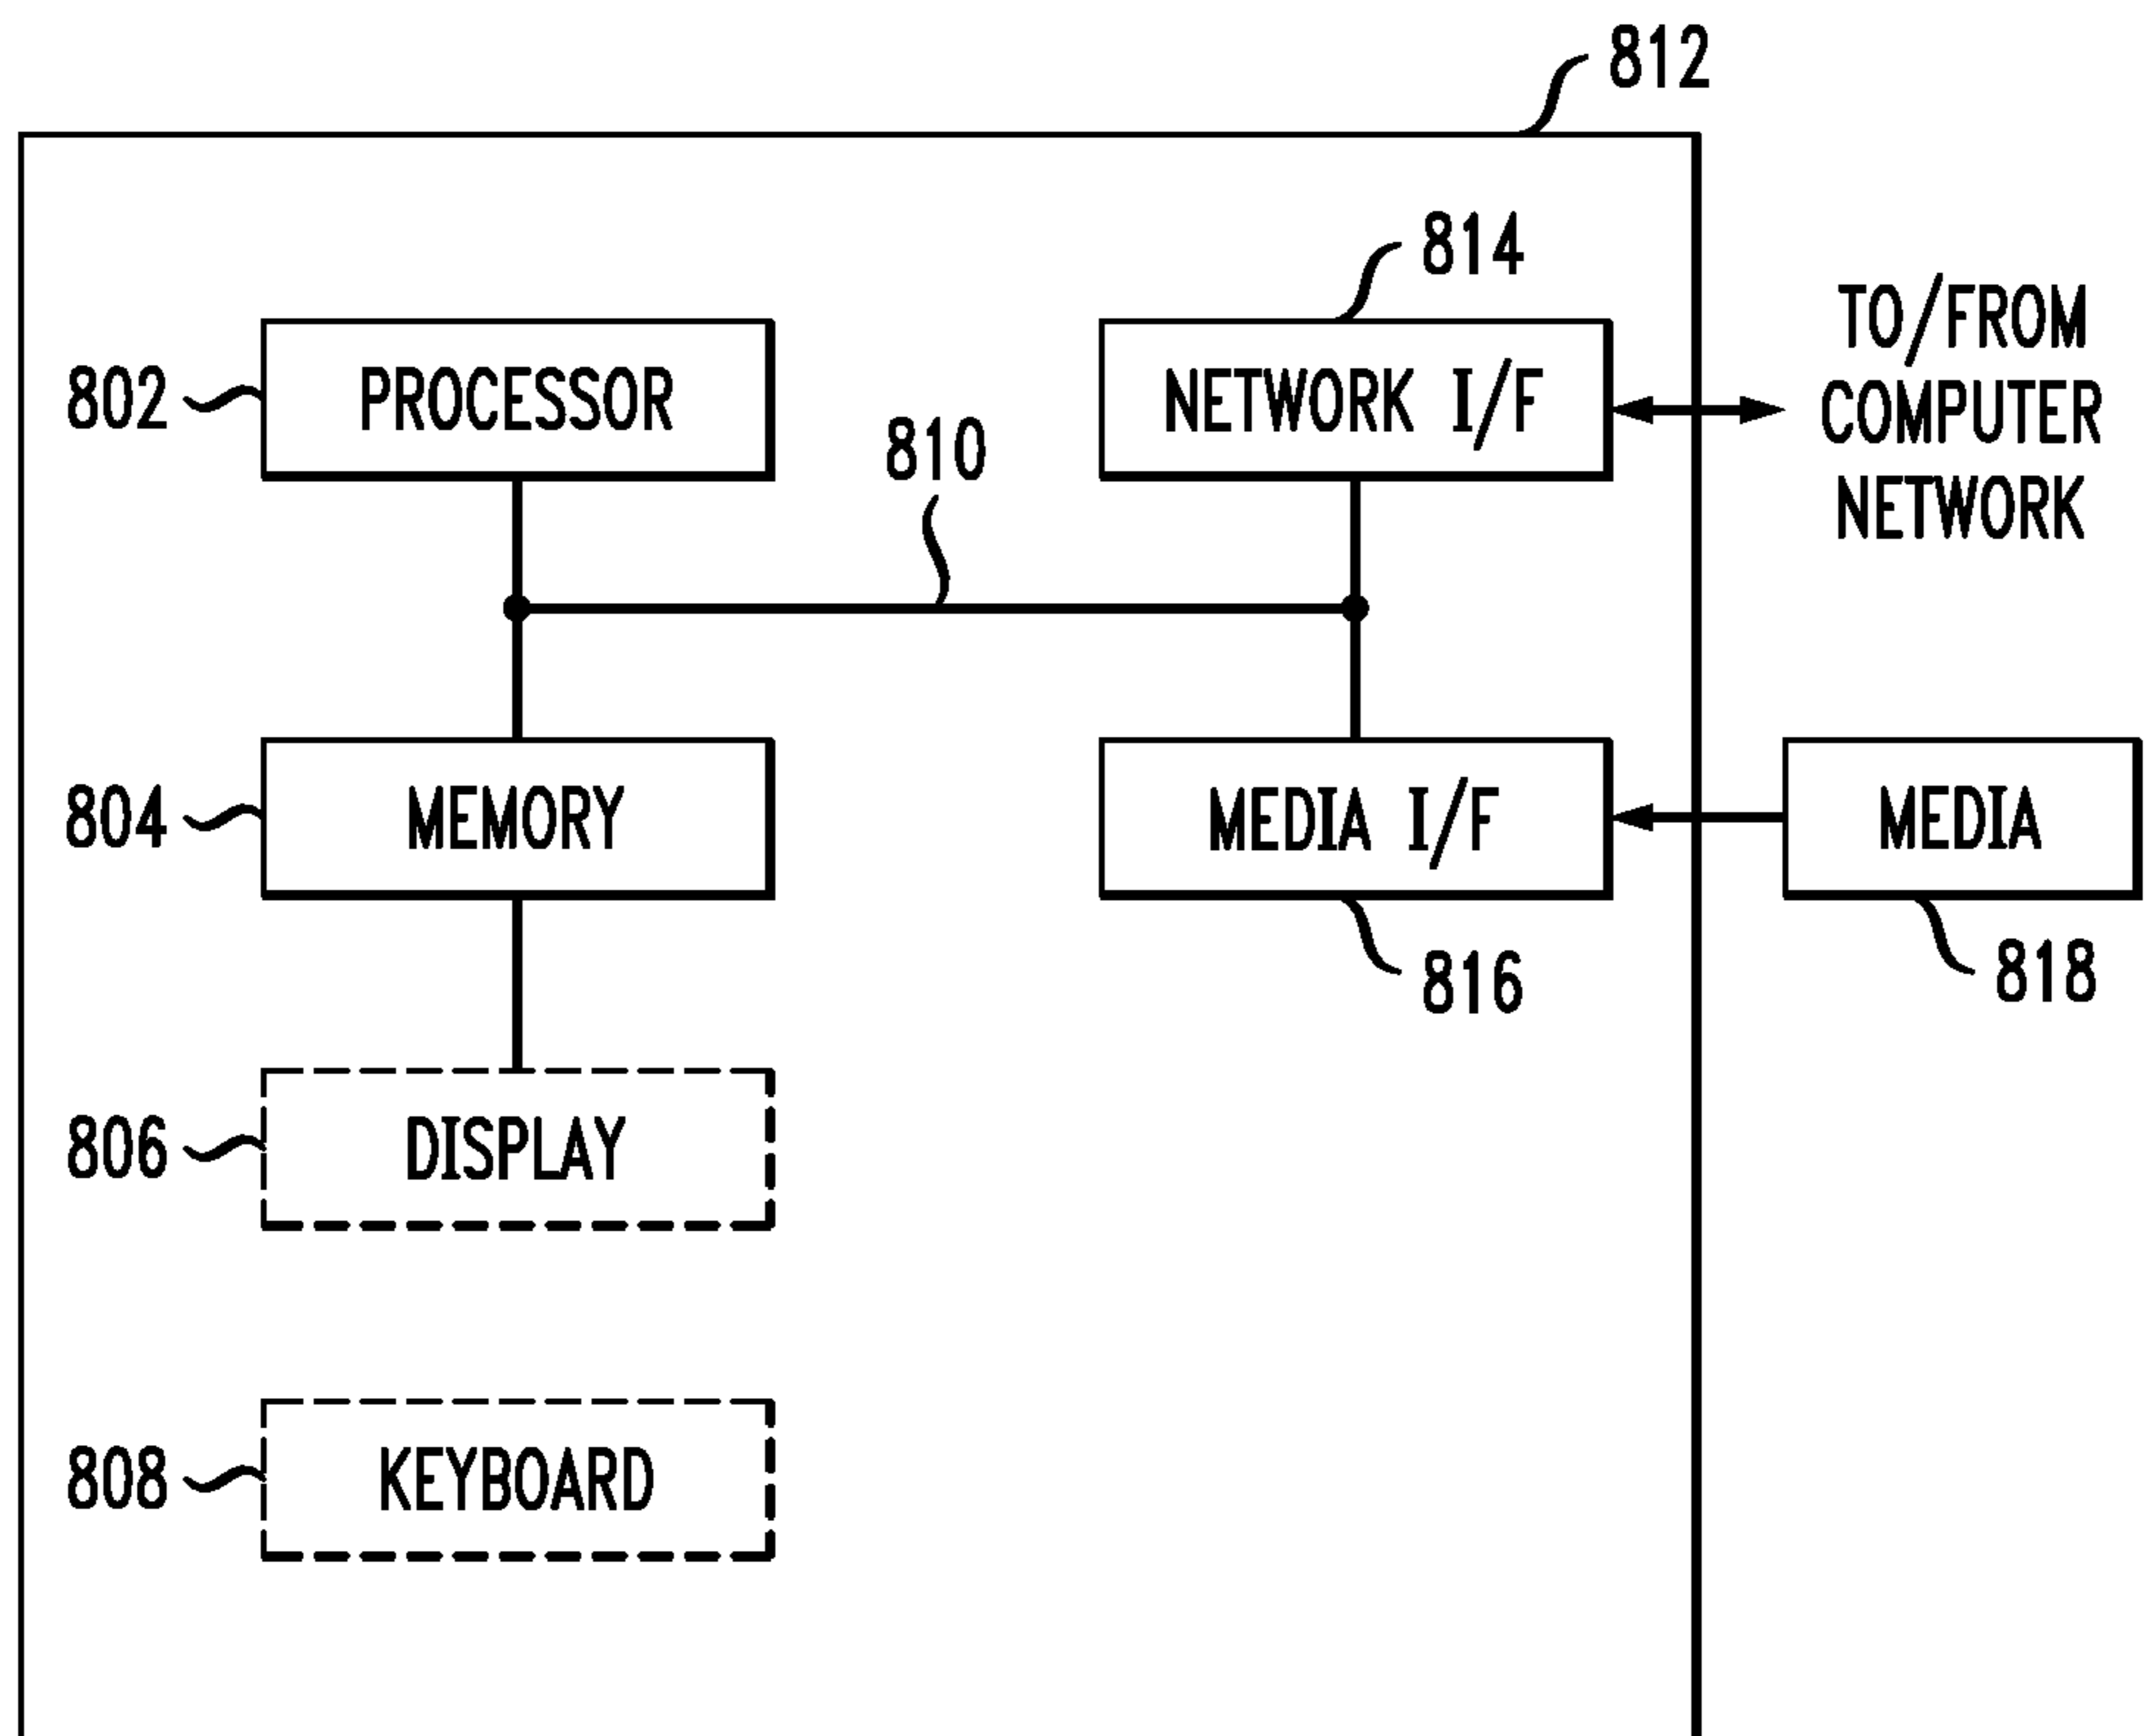 812
814
802
PROCESSOR
NETWORK I/F
TO/FROM
COMPUTER
NETWORK
810
804
MEMORY
MEDIA I/F
MEDIA
816
818
806
DISPLAY
808
KEYBOARD